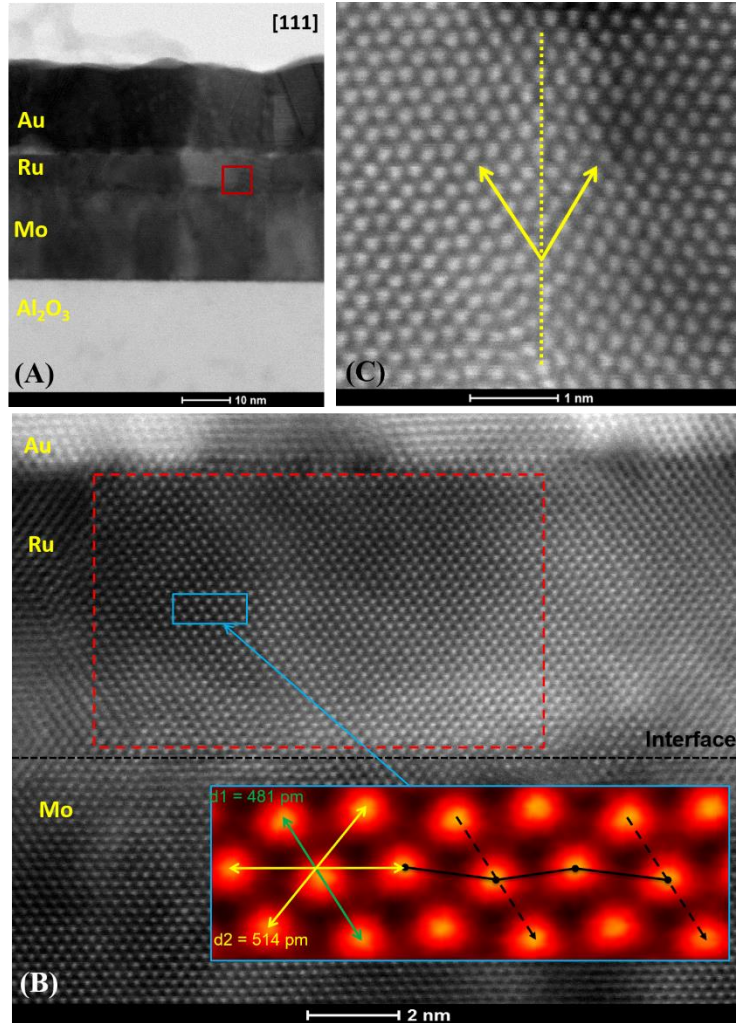 [111]
Au
Ru
Mo
Al₂O₃
(A)
10 nm
(C)
1 nm
Au
Ru
Interface
Mo
d1 = 481 pm
d2 = 514 pm
(B)
2 nm